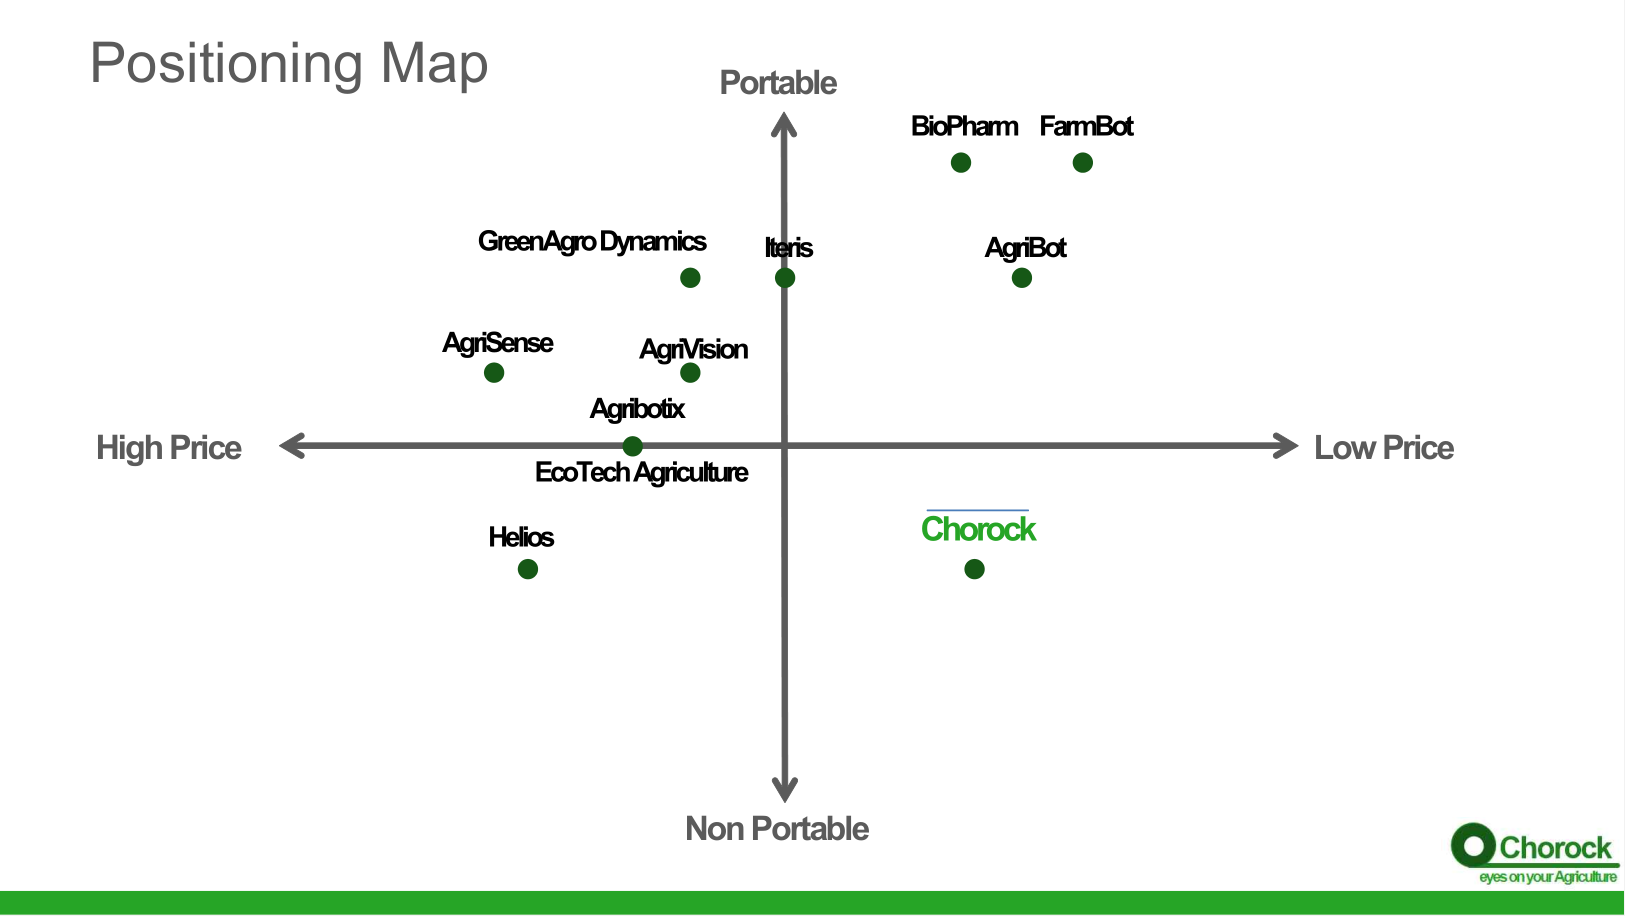 Positioning Map
Portable
BioPharm FarmBot
GreenAgro Dynamics Iteris AgriBot
AgriSense AgriVision
Agribotix
High Price Low Price
EcoTech Agriculture
Helios Chorock
Non Portable
Chorock
eyes on your Agriculture